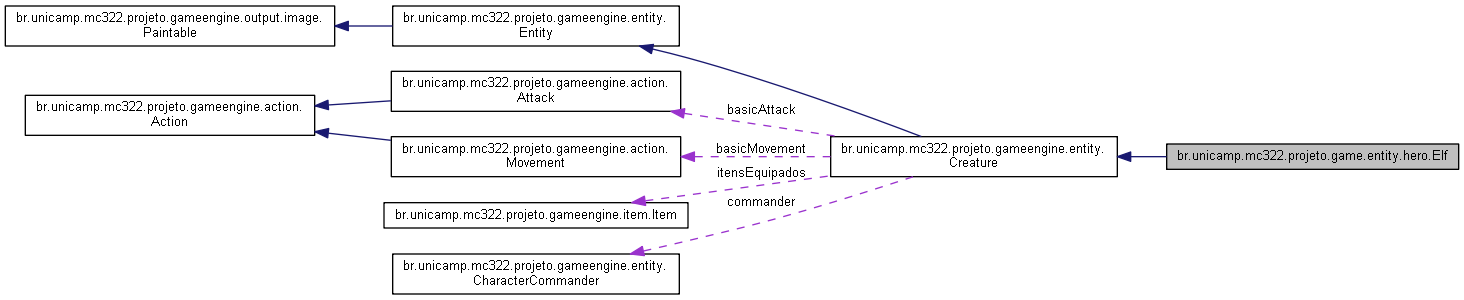 br.unicamp.mc322.projeto.gameengine.output.image.
Paintable
br.unicamp.mc322.projeto.gameengine.entity.
Entity
br.unicamp.mc322.projeto.gameengine.action.
Action
br.unicamp.mc322.projeto.gameengine.action.
Attack
br.unicamp.mc322.projeto.gameengine.action.
Movement
br.unicamp.mc322.projeto.gameengine.item.Item
br.unicamp.mc322.projeto.gameengine.entity.
CharacterCommander
basicAttack
basicMovement
itensEquipados
commander
br.unicamp.mc322.projeto.gameengine.entity.
Creature
br.unicamp.mc322.projeto.game.entity.hero.Elf